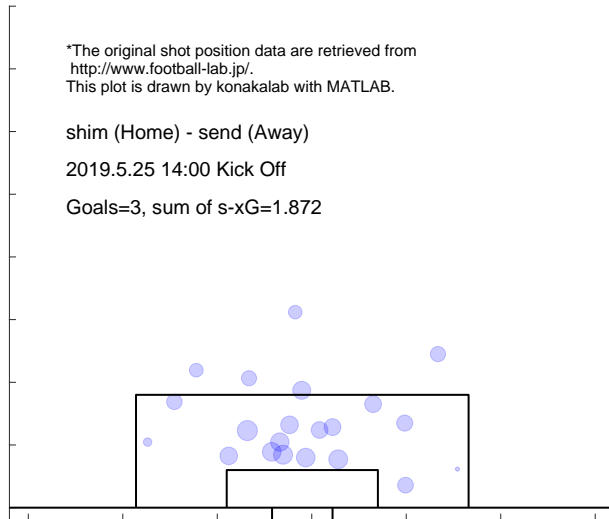 *The original shot position data are retrieved from
http://www.football-lab.jp/.
This plot is drawn by konakalab with MATLAB.
shim (Home) - send (Away)
2019.5.25 14:00 Kick Off
Goals=3, sum of s-xG=1.872